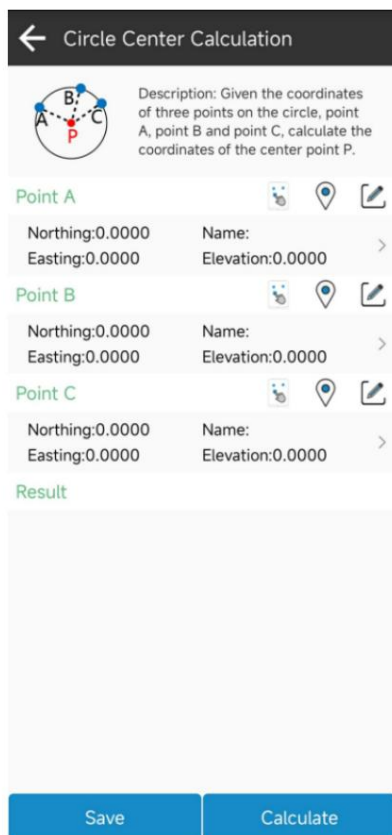 Circle Center Calculation
Description: Given the coordinates
of three points on the circle, point
A, point B and point C, calculate the
coordinates of the center point P.
B
A
C
P
Point A
Northing:0.0000 Name:
Easting:0.0000 Elevation:0.0000
Point B
Northing:0.0000 Name:
Easting:0.0000 Elevation:0.0000
Point C
Northing:0.0000 Name:
Easting:0.0000 Elevation:0.0000
Result
Save Calculate